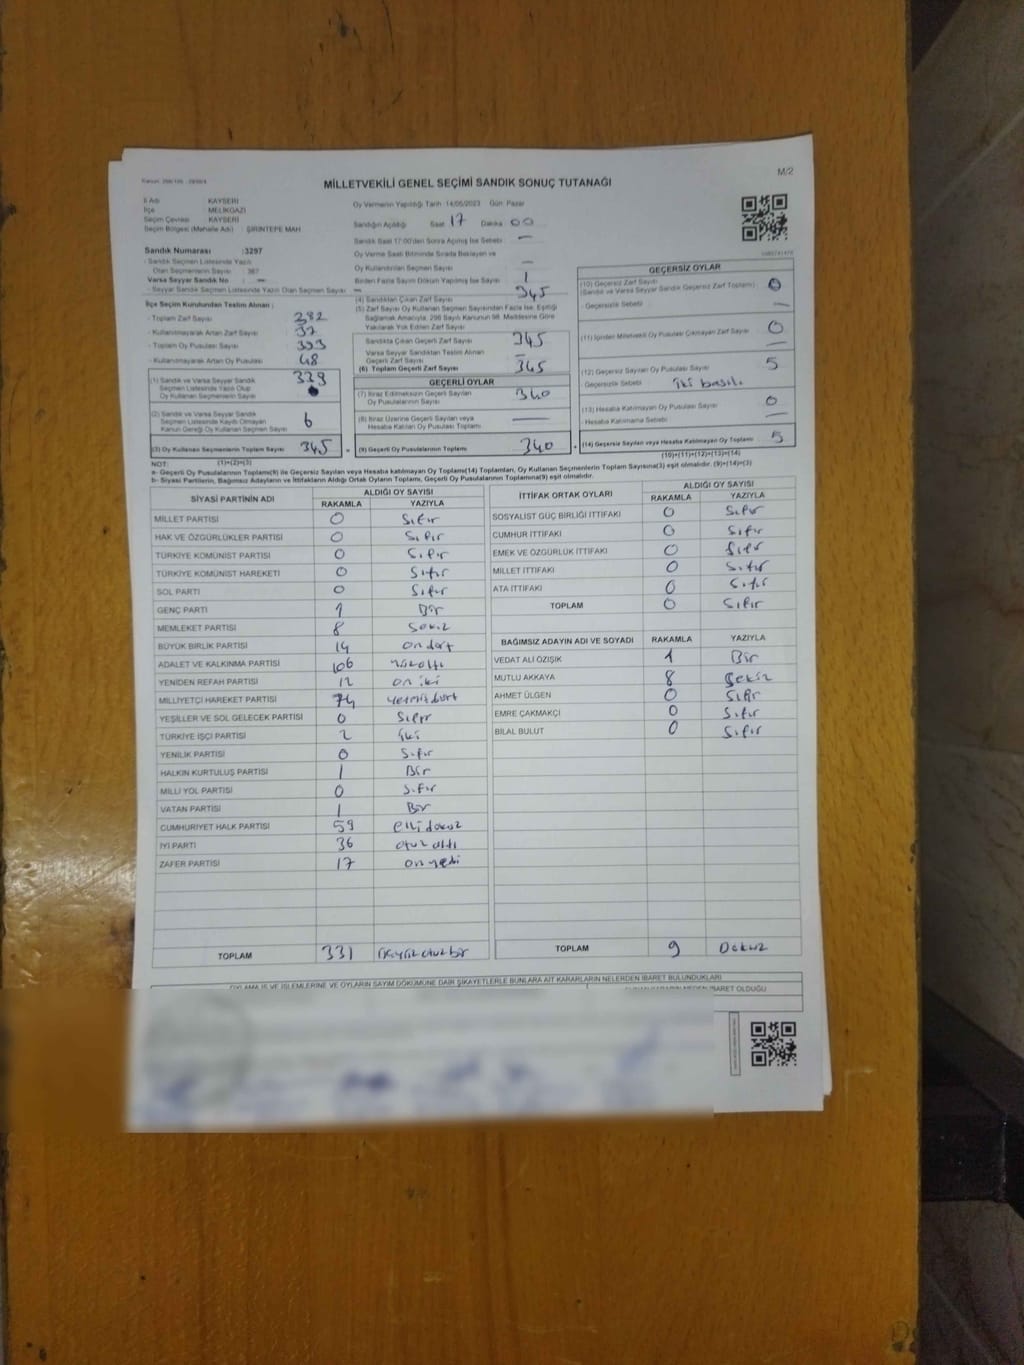 M/2
MİLLETVEKİLİ GENEL SEÇİMİ SANDIK SONUÇ TUTANAĞI
İl Adı KAYSERİ
İlçe MELİKGAZİ
Seçim Çevresi : KAYSERİ
Seçim Bölgesi (Mahalle Adı) ŞİRİNTEPE MAH
Sandık Numarası :3297
- Sandık Seçmen Listesinde Yazılı
Olan Seçmenlerin Sayısı : 367
Varsa Seyyar Sandık No : —
- Seyyar Sandık Seçmen Listesinde Yazılı Olan Seçmen Sayısı : —
İlçe Seçim Kurulundan Teslim Alınan ;
- Toplam Zarf Sayısı 382
- Kullanılmayarak Artan Zarf Sayısı 37
- Toplam Oy Pusulası Sayısı 393
- Kullanılmayarak Artan Oy Pusulası 48
(1) Sandık ve Varsa Seyyar Sandık
Seçmen Listesinde Yazılı Olup
Oy Kullanan Seçmenlerin Sayısı 339
(2) Sandık ve Varsa Seyyar Sandık
Seçmen Listesinde Kayıtlı Olmayan
Kanun Gereği Oy Kullanan Seçmen Sayısı 6
(3) Oy Kullanan Seçmenlerin Toplam Sayısı 345
(1)+(2)=(3)
Oy Vermenin Yapıldığı Tarih :14/05/2023 Gün :Pazar
Sandığın Açıldığı Saat 17 Dakika 00
Sandık Saat 17:00'den Sonra Açılmış İse Sebebi —
Oy Verme Saati Bitiminde Sırada Bekleyen ve
Oy Kullandırılan Seçmen Sayısı —
Birden Fazla Sayım Döküm Yapılmış İse Sayısı 1
(4) Sandıktan Çıkan Zarf Sayısı 345
(5) Zarf Sayısı Oy Kullanan Seçmen Sayısından Fazla İse, Eşitliği
Sağlamak Amacıyla, 298 Sayılı Kanunun 98. Maddesine Göre
Yakılarak Yok Edilen Zarf Sayısı
Sandıkta Çıkan Geçerli Zarf Sayısı 345
Varsa Seyyar Sandıktan Teslim Alınan
Geçerli Zarf Sayısı —
(6) Toplam Geçerli Zarf Sayısı 345
GEÇERLİ OYLAR
(7) İtiraz Edilmeksizin Geçerli Sayılan
Oy Pusulalarının Sayısı 340
(8) İtiraz Üzerine Geçerli Sayılan veya
Hesaba Katılan Oy Pusulası Toplamı —
(9) Geçerli Oy Pusulalarının Toplamı 340
GEÇERSİZ OYLAR
(10) Geçersiz Zarf Sayısı
(Sandık ve Varsa Seyyar Sandık Geçersiz Zarf Toplamı) 0
- Geçersizlik Sebebi —
(11) İçinden Milletvekili Oy Pusulası Çıkmayan Zarf Sayısı 0
—
(12) Geçersiz Sayılan Oy Pusulası Sayısı 5
- Geçersizlik Sebebi iki basılı
(13) Hesaba Katılmayan Oy Pusulası Sayısı 0
- Hesaba Katılmama Sebebi —
(14) Geçersiz Sayılan veya Hesaba Katılmayan Oy Toplamı 5
(10)+(11)+(12)+(13)=(14)
NOT:
a- Geçerli Oy Pusulalarının Toplamı(9) ile Geçersiz Sayılan veya Hesaba katılmayan Oy Toplamı(14) Toplamları, Oy Kullanan Seçmenlerin Toplam Sayısına(3) eşit olmalıdır. (9)+(14)=(3)
b- Siyasi Partilerin, Bağımsız Adayların ve İttifakların Aldığı Ortak Oyların Toplamı, Geçerli Oy Pusulalarının Toplamına(9) eşit olmalıdır.
SİYASİ PARTİNİN ADI ALDIĞI OY SAYISI
RAKAMLA YAZIYLA
MİLLET PARTİSİ 0 Sıfır
HAK VE ÖZGÜRLÜKLER PARTİSİ 0 Sıfır
TÜRKİYE KOMÜNİST PARTİSİ 0 Sıfır
TÜRKİYE KOMÜNİST HAREKETİ 0 Sıfır
SOL PARTİ 0 Sıfır
GENÇ PARTİ 1 Bir
MEMLEKET PARTİSİ 8 Sekiz
BÜYÜK BİRLİK PARTİSİ 14 on dört
ADALET VE KALKINMA PARTİSİ 106 yüzaltı
YENİDEN REFAH PARTİSİ 12 on iki
MİLLİYETÇİ HAREKET PARTİSİ 74 yetmişdört
YEŞİLLER VE SOL GELECEK PARTİSİ 0 Sıfır
TÜRKİYE İŞÇİ PARTİSİ 2 iki
YENİLİK PARTİSİ 0 Sıfır
HALKIN KURTULUŞ PARTİSİ 1 Bir
MİLLİ YOL PARTİSİ 0 Sıfır
VATAN PARTİSİ 1 Bir
CUMHURİYET HALK PARTİSİ 59 elli dokuz
İYİ PARTİ 36 otuz altı
ZAFER PARTİSİ 17 on yedi
TOPLAM 331 üçyüz otuz bir
İTTİFAK ORTAK OYLARI ALDIĞI OY SAYISI
RAKAMLA YAZIYLA
SOSYALİST GÜÇ BİRLİĞİ İTTİFAKI 0 Sıfır
CUMHUR İTTİFAKI 0 Sıfır
EMEK VE ÖZGÜRLÜK İTTİFAKI 0 Sıfır
MİLLET İTTİFAKI 0 Sıfır
ATA İTTİFAKI 0 Sıfır
TOPLAM 0 Sıfır
BAĞIMSIZ ADAYIN ADI VE SOYADI RAKAMLA YAZIYLA
VEDAT ALİ ÖZIŞIK 1 Bir
MUTLU AKKAYA 8 Sekiz
AHMET ÜLGEN 0 Sıfır
EMRE ÇAKMAKÇI 0 Sıfır
BİLAL BULUT 0 Sıfır
TOPLAM 9 Dokuz
OYLAMA İŞ VE İŞLEMLERİNE VE OYLARIN SAYIM DÖKÜMÜNE DAİR ŞİKAYETLERLE BUNLARA AİT KARARLARIN NELERDEN İBARET BULUNDUKLARI